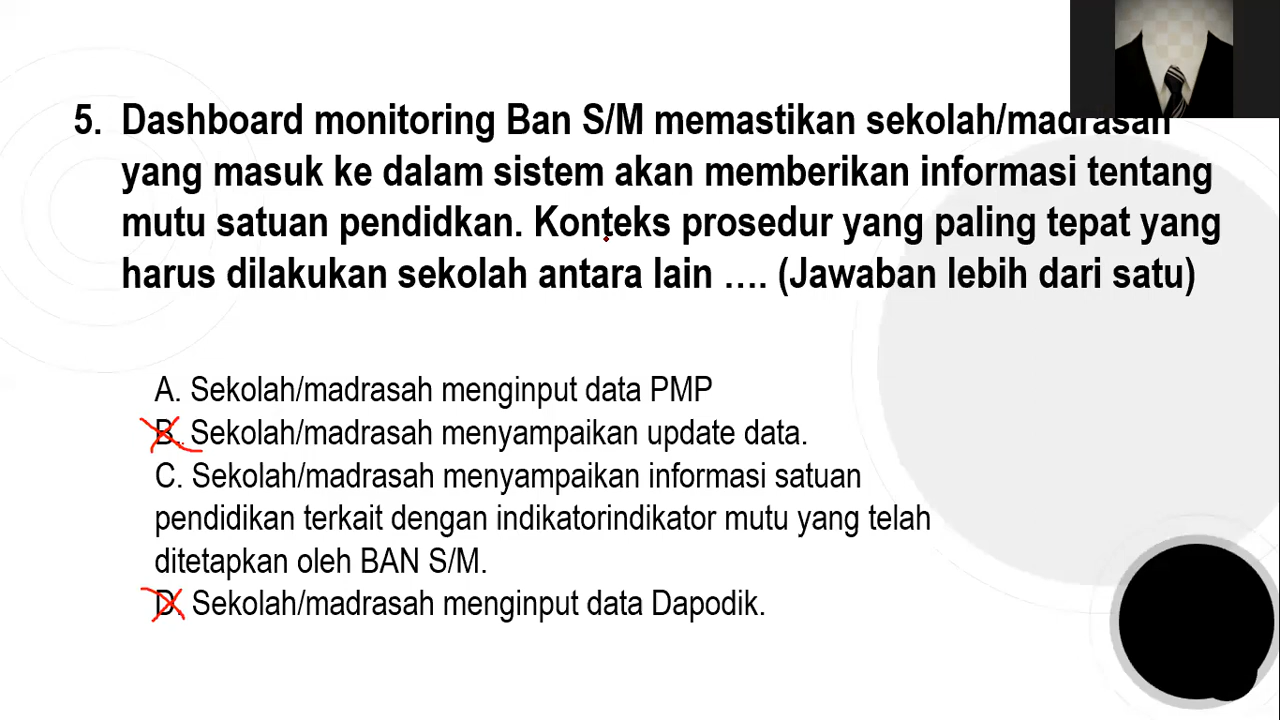 5. Dashboard monitoring Ban S/M memastikan sekolah/madrasah
yang masuk ke dalam sistem akan memberikan informasi tentang
mutu satuan pendidkan. Konteks prosedur yang paling tepat yang
harus dilakukan sekolah antara lain …. (Jawaban lebih dari satu)
A. Sekolah/madrasah menginput data PMP
B. Sekolah/madrasah menyampaikan update data.
C. Sekolah/madrasah menyampaikan informasi satuan
pendidikan terkait dengan indikatorindikator mutu yang telah
ditetapkan oleh BAN S/M.
D. Sekolah/madrasah menginput data Dapodik.